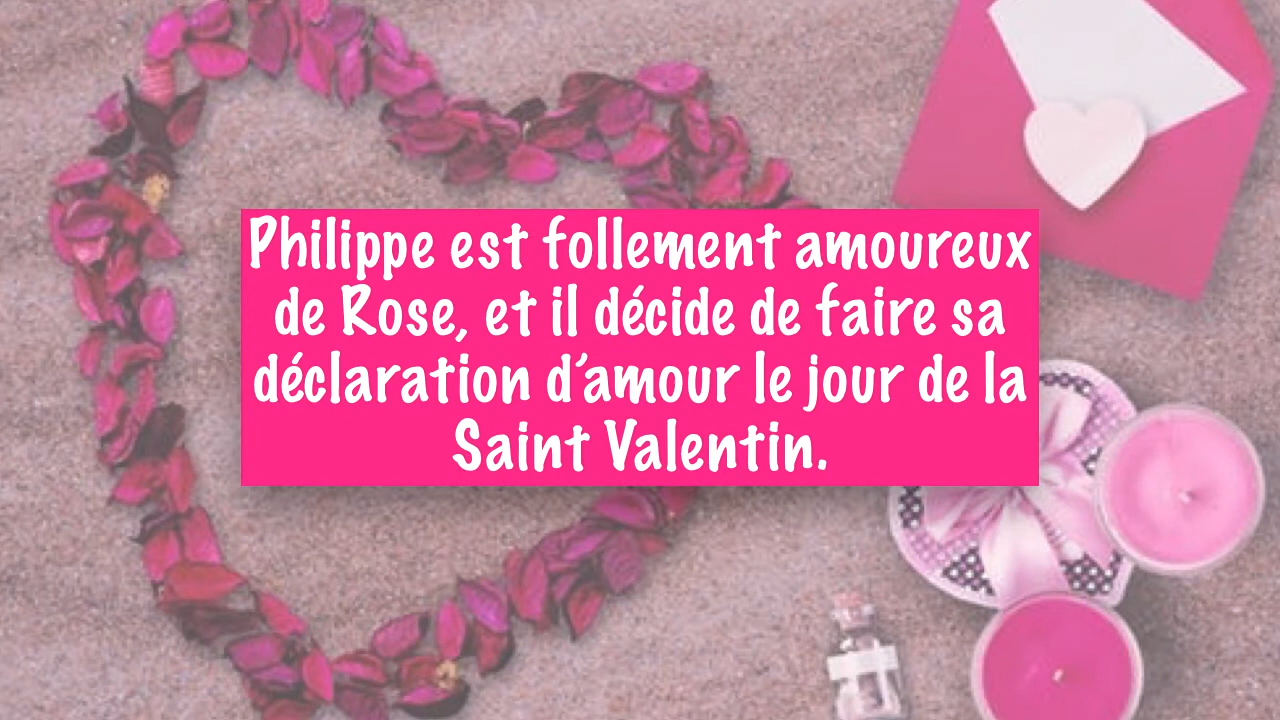 Philippe est follement amoureux
de Rose, et il décide de faire sa
déclaration d’amour le jour de la
Saint Valentin.